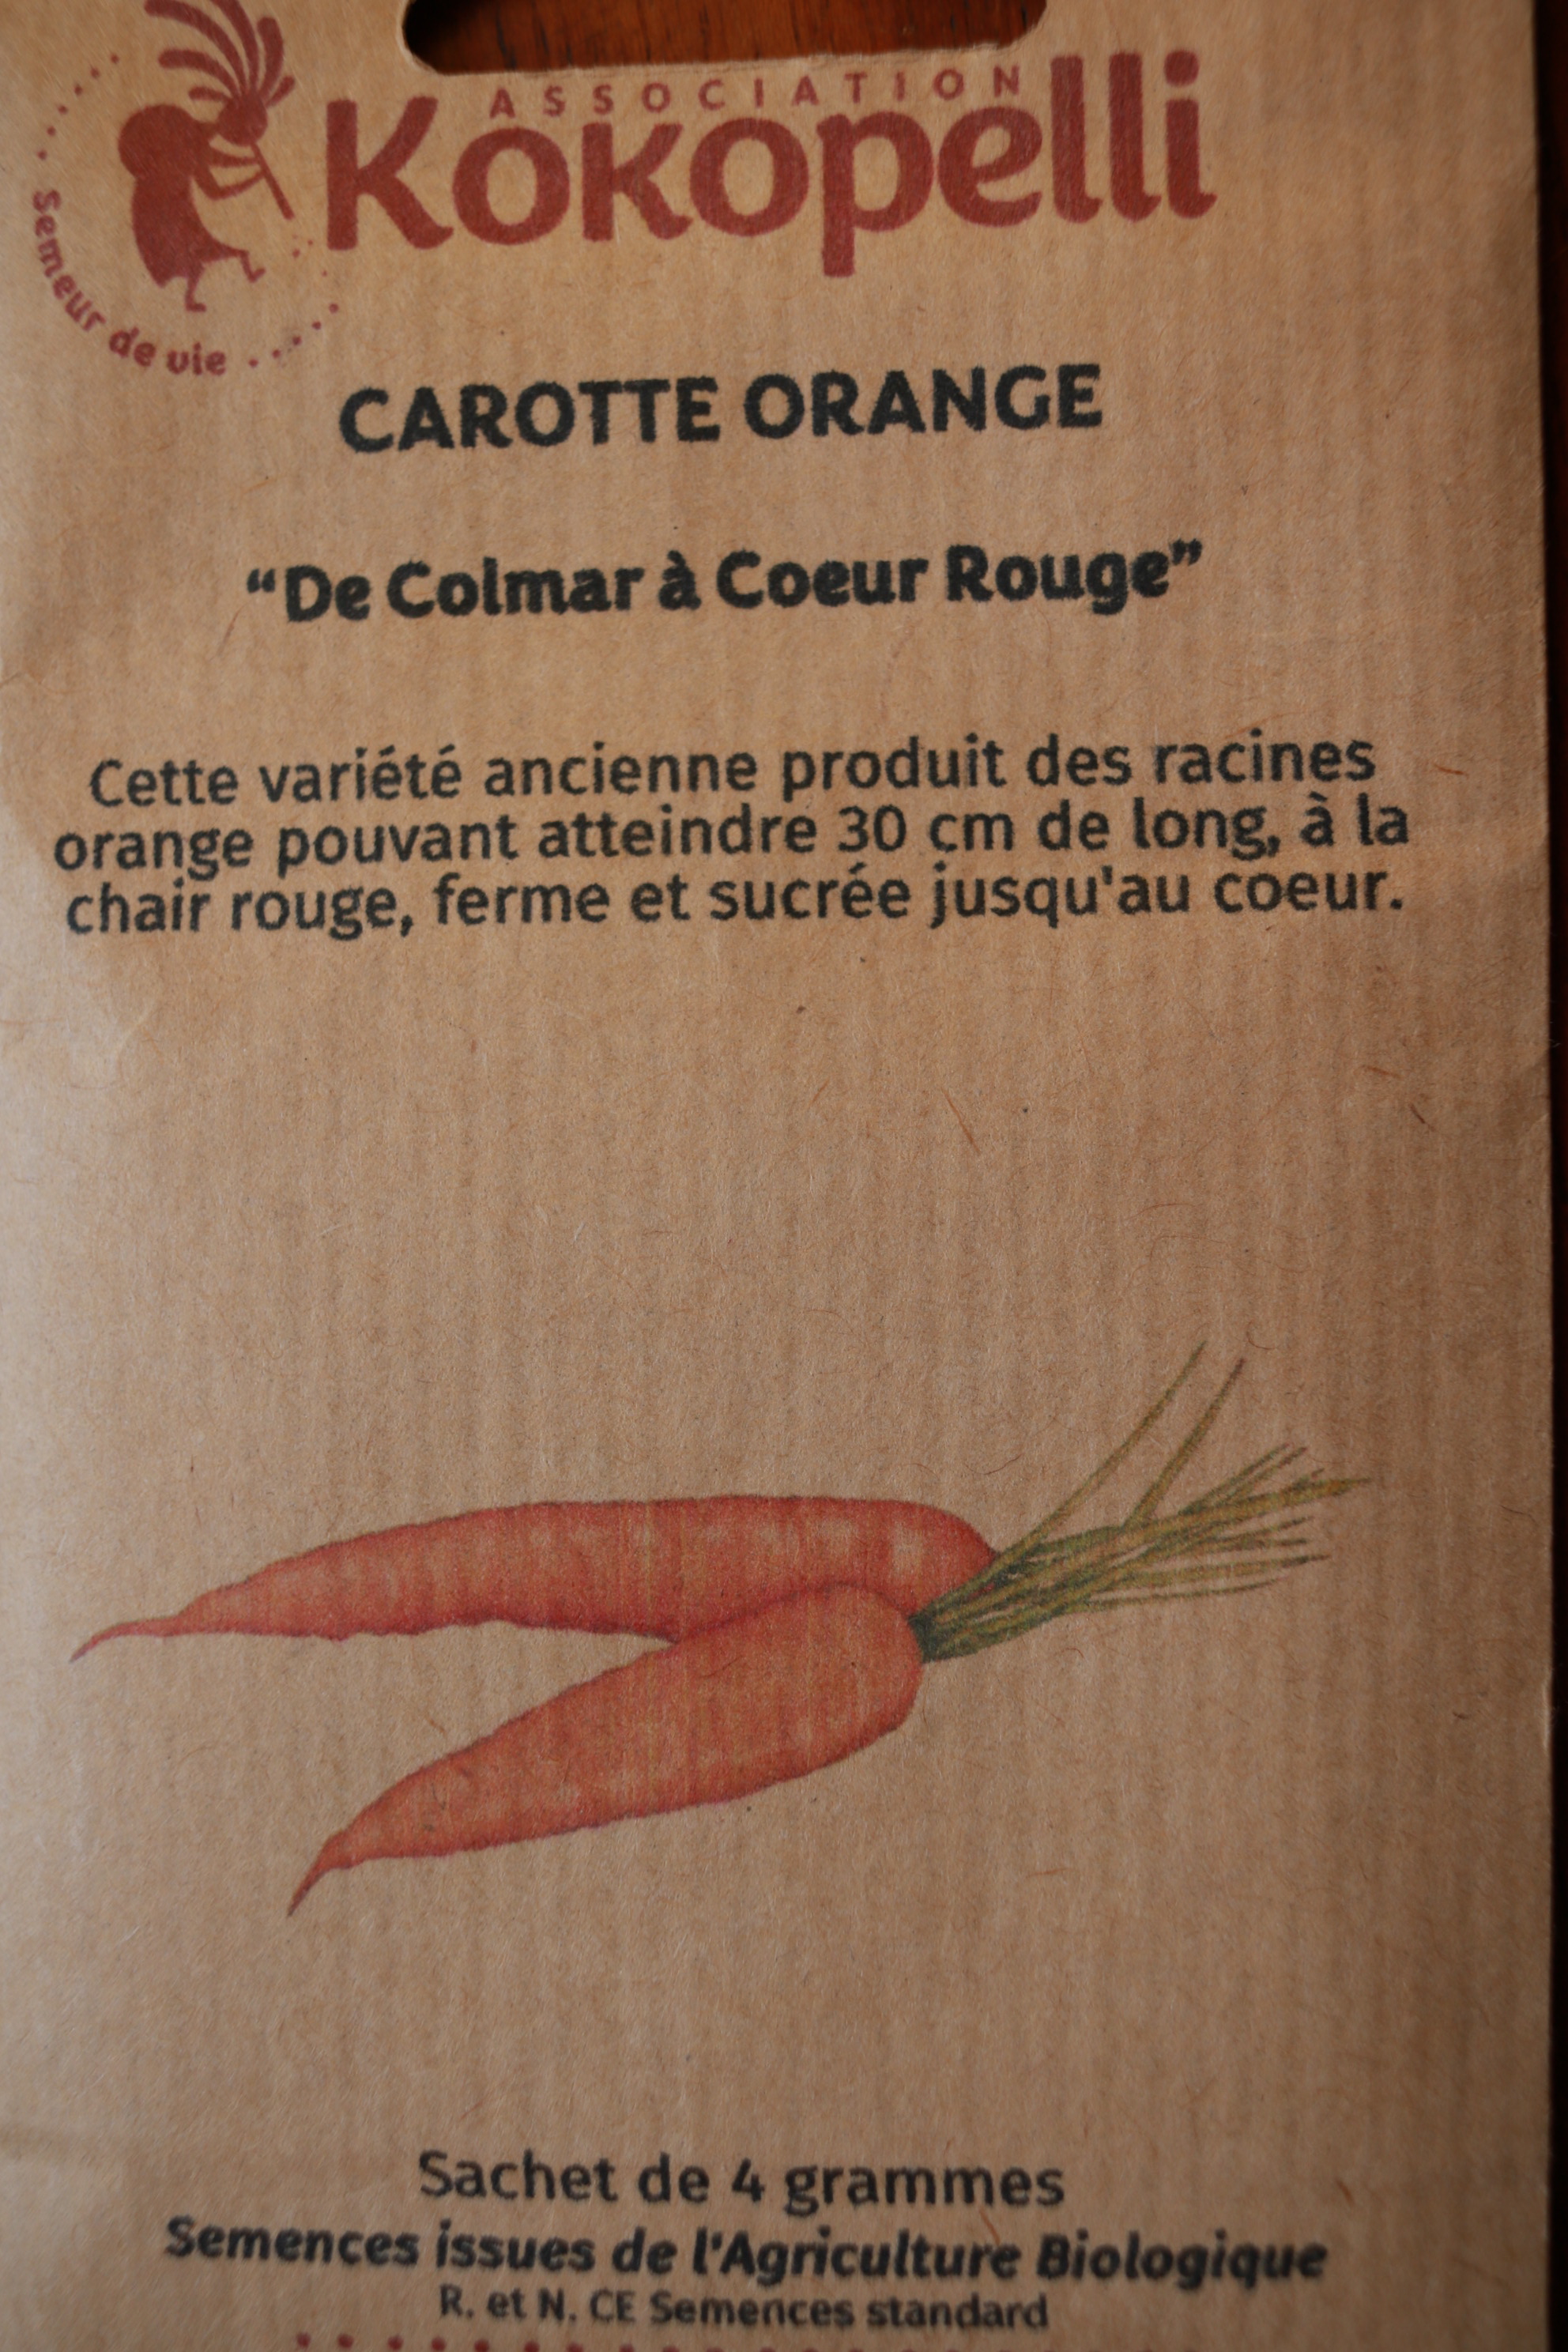 ASSOCIATION
Kokopelli
Semeur de vie
CAROTTE ORANGE
“De Colmar à Coeur Rouge”
Cette variété ancienne produit des racines
orange pouvant atteindre 30 cm de long, à la
chair rouge, ferme et sucrée jusqu'au coeur.
Sachet de 4 grammes
Semences issues de l'Agriculture Biologique
R. et N. CE Semences standard